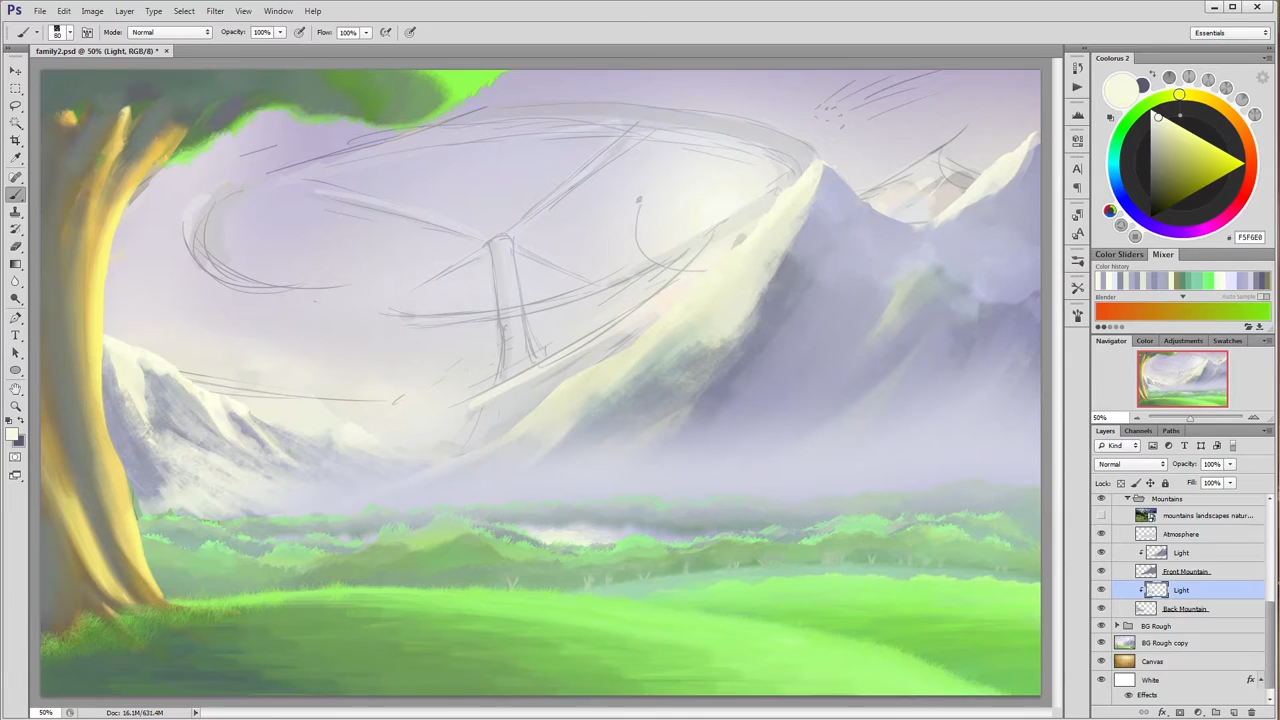 Ps File Edit Image Layer Type Select Filter View Window Help
80 Mode: Normal Opacity: 100% Flow: 100% Essentials
family2.psd @ 50% (Light, RGB/8) * ×
Colorus 2
# F5F6E0
Color Sliders Mixer
Color history
Blender
Navigator Color Adjustments Swatches
50%
Layers Channels Paths
Kind
Normal Opacity: 100%
Lock: Fill: 100%
Mountains
mountains landscapes natur...
Atmosphere
Light
Front Mountain
Light
Back Mountain
BG Rough
BG Rough copy
Canvas
White fx
Effects
50% Doc: 16.1M/631.4M